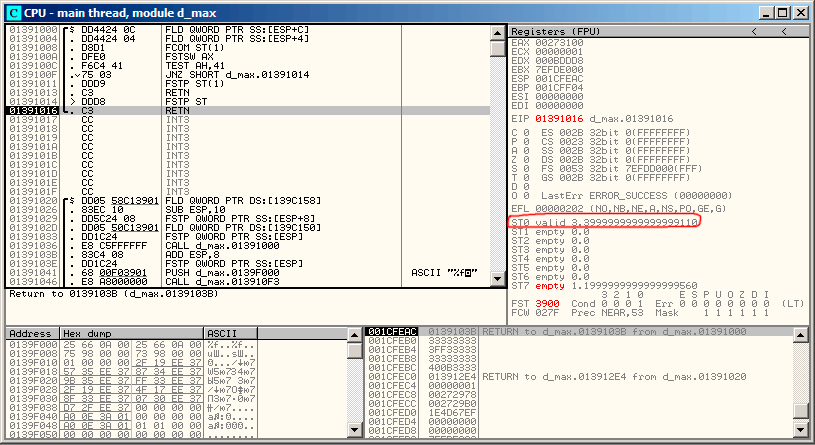 CPU - main thread, module d_max
01391000 $ DD4424 0C FLD QWORD PTR SS:[ESP+C]
01391004 . DD4424 04 FLD QWORD PTR SS:[ESP+4]
01391008 . D8D1 FCOM ST(1)
0139100A . DFE0 FSTSW AX
0139100C . F6C4 41 TEST AH,41
0139100F . 75 03 JNZ SHORT d_max.01391014
01391011 . DDD9 FSTP ST(1)
01391013 . C3 RETN
01391014 > DDD8 FSTP ST
01391016 . C3 RETN
01391017 CC INT3
01391018 CC INT3
01391019 CC INT3
0139101A CC INT3
0139101B CC INT3
0139101C CC INT3
0139101D CC INT3
0139101E CC INT3
0139101F CC INT3
01391020 $ DD05 58C13901 FLD QWORD PTR DS:[139C158]
01391026 . 83EC 10 SUB ESP,10
01391029 . DD5C24 08 FSTP QWORD PTR SS:[ESP+8]
0139102D . DD05 50C13901 FLD QWORD PTR DS:[139C150]
01391033 . DD1C24 FSTP QWORD PTR SS:[ESP]
01391036 . E8 C5FFFFFF CALL d_max.01391000
0139103B . 83C4 08 ADD ESP,8
0139103E . DD1C24 FSTP QWORD PTR SS:[ESP]
01391041 . 68 00F03901 PUSH d_max.0139F000 ASCII "%f
01391046 . E8 A8000000 CALL d_max.013910F3
Return to 0139103B (d_max.0139103B)
Registers (FPU) < <
EAX 00273100
ECX 00000001
EDX 000BDDD8
EBX 7EFDE000
ESP 001CFEAC
EBP 001CFF04
ESI 00000000
EDI 00000000
EIP 01391016 d_max.01391016
C 0 ES 002B 32bit 0(FFFFFFFF)
P 0 CS 0023 32bit 0(FFFFFFFF)
A 0 SS 002B 32bit 0(FFFFFFFF)
Z 0 DS 002B 32bit 0(FFFFFFFF)
S 0 FS 0053 32bit 7EFDD000(FFF)
T 0 GS 002B 32bit 0(FFFFFFFF)
D 0
O 0 LastErr ERROR_SUCCESS (00000000)
EFL 00000202 (NO,NB,NE,A,NS,PO,GE,G)
ST0 valid 3.3999999999999999110
ST1 empty 0.0
ST2 empty 0.0
ST3 empty 0.0
ST4 empty 0.0
ST5 empty 0.0
ST6 empty 0.0
ST7 empty 1.1999999999999999560
3 2 1 0 E S P U O Z D I
FST 3900 Cond 0 0 0 1 Err 0 0 0 0 0 0 0 0 (LT)
FCW 027F Prec NEAR,53 Mask 1 1 1 1 1 1
Address Hex dump ASCII
0139F000 25 66 0A 00 25 66 0A 00
0139F008 75 98 00 00 73 98 00 00
0139F010 01 00 00 00 2F 19 EE 37
0139F018 57 35 EE 37 87 34 EE 37
0139F020 9B 35 EE 37 FF 33 EE 37
0139F028 2F 19 EE 37 4F 17 EE 37
0139F030 8F 33 EE 37 07 30 EE 37
0139F038 D7 2F EE 37 00 00 00 00
0139F040 A0 0E 3A 01 00 00 00 00
0139F048 A0 0E 3A 01 01 01 00 00
0139F050 00 00 00 00 00 00 00 00
001CFEAC 0139103B RETURN to d_max.0139103B from d_max.01391000
001CFEB0 33333333
001CFEB4 3FF33333
001CFEB8 33333333
001CFEBC 400B3333
001CFEC0 013912E4 RETURN to d_max.013912E4 from d_max.01391020
001CFEC4 00000001
001CFEC8 00272978
001CFECC 002729B0
001CFED0 1E4D67EF
001CFED4 00000000
001CFED8 00000000